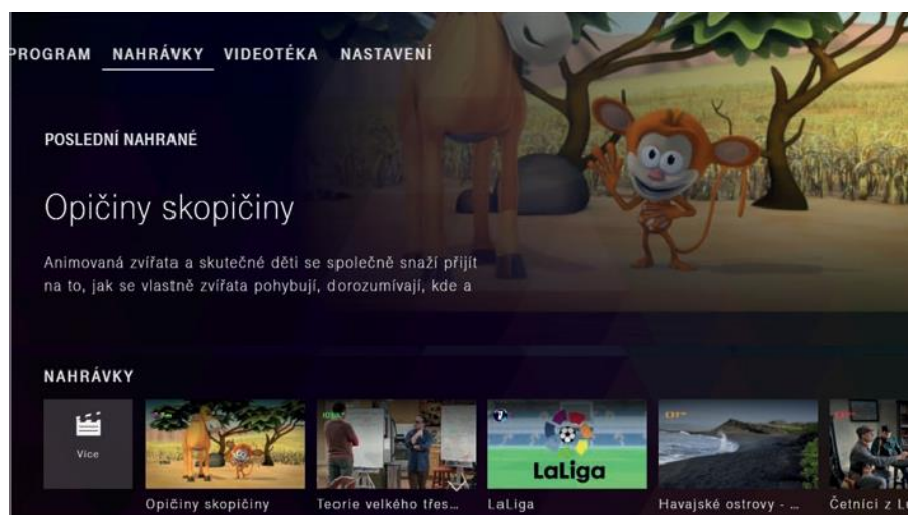 PROGRAM NAHRÁVKY VIDEOTÉKA NASTAVENÍ
POSLEDNÍ NAHRANÉ
Opičiny skopičiny
Animovaná zvířata a skutečné děti se společně snaží přijít
na to, jak se vlastně zvířata pohybují, dorozumívají, kde a
NAHRÁVKY
Více
LaLiga
Opičiny skopičiny Teorie velkého třes... LaLiga Havajské ostrovy - ... Četníci z Lu